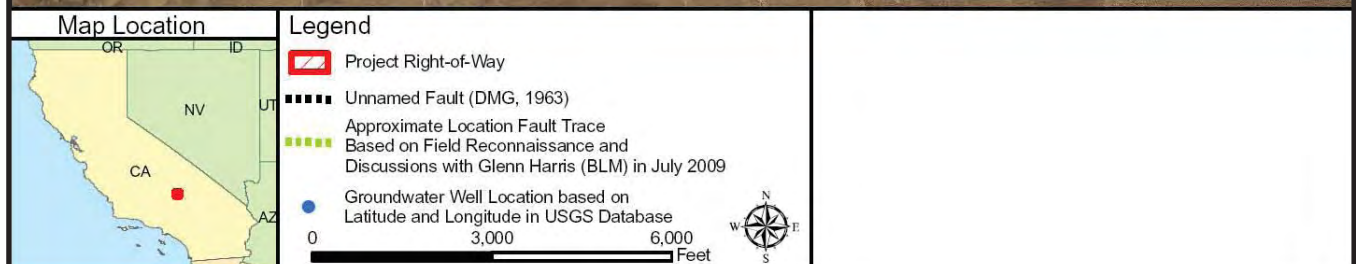 Map Location
OR
ID
NV
UT
CA
AZ
Legend
Project Right-of-Way
Unnamed Fault (DMG, 1963)
Approximate Location Fault Trace
Based on Field Reconnaissance and
Discussions with Glenn Harris (BLM) in July 2009
Groundwater Well Location based on
Latitude and Longitude in USGS Database
0 3,000 6,000
Feet
N
W E
S